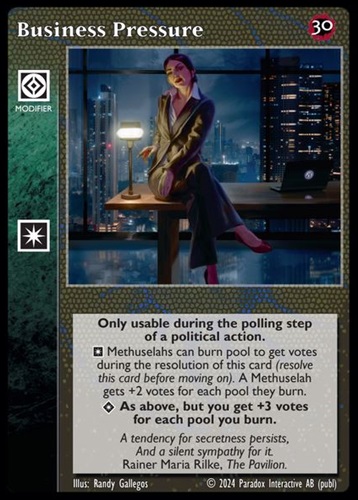 Business Pressure
30
MODIFIER
Only usable during the polling step
of a political action.
Methuselahs can burn pool to get votes
during the resolution of this card (resolve
this card before moving on). A Methuselah
gets +2 votes for each pool they burn.
As above, but you get +3 votes
for each pool you burn.
A tendency for secretness persists,
And a silent sympathy for it.
Rainer Maria Rilke, The Pavilion.
Illus: Randy Gallegos
© 2024 Paradox Interactive AB (publ)